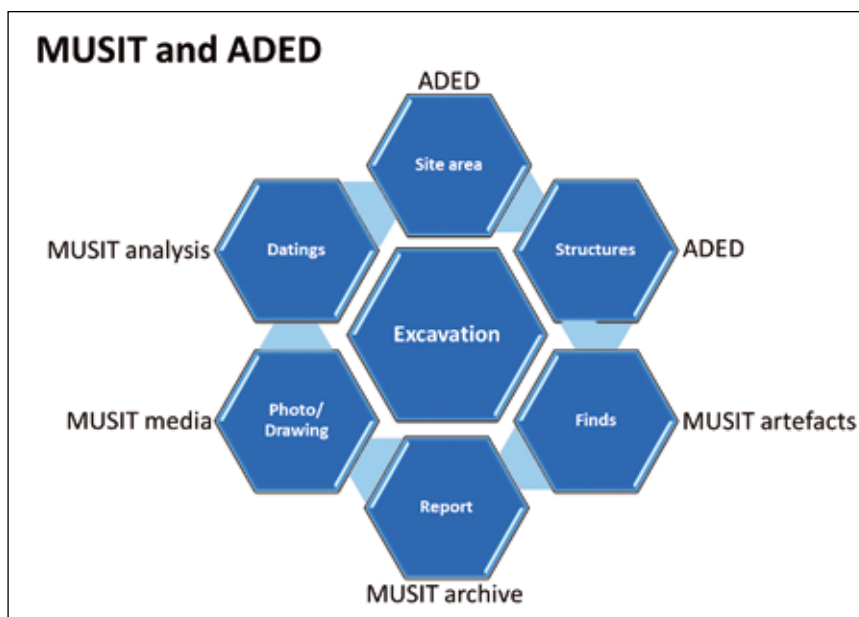 MUSIT and ADED
ADED
Site area
MUSIT analysis
Datings
Structures
ADED
Excavation
MUSIT media
Photo/
Drawing
Finds
MUSIT artefacts
Report
MUSIT archive